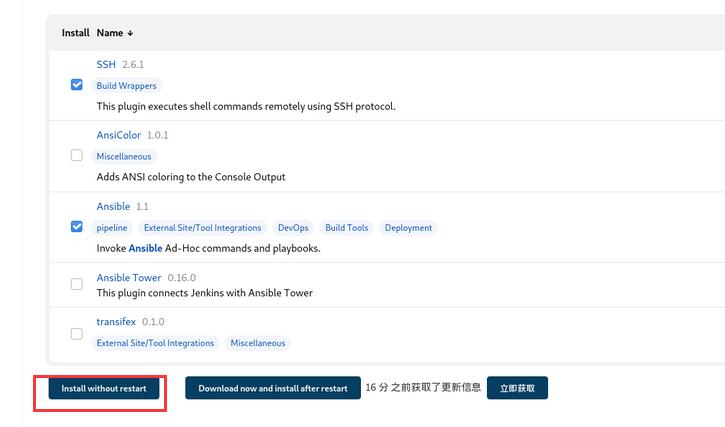 Install Name ↓
SSH 2.6.1
Build Wrappers
This plugin executes shell commands remotely using SSH protocol.
AnsiColor 1.0.1
Miscellaneous
Adds ANSI coloring to the Console Output
Ansible 1.1
pipeline External Site/Tool Integrations DevOps Build Tools Deployment
Invoke Ansible Ad-Hoc commands and playbooks.
Ansible Tower 0.16.0
This plugin connects Jenkins with Ansible Tower
transifex 0.1.0
External Site/Tool Integrations Miscellaneous
Install without restart Download now and install after restart 16 分 之前获取了更新信息 立即获取